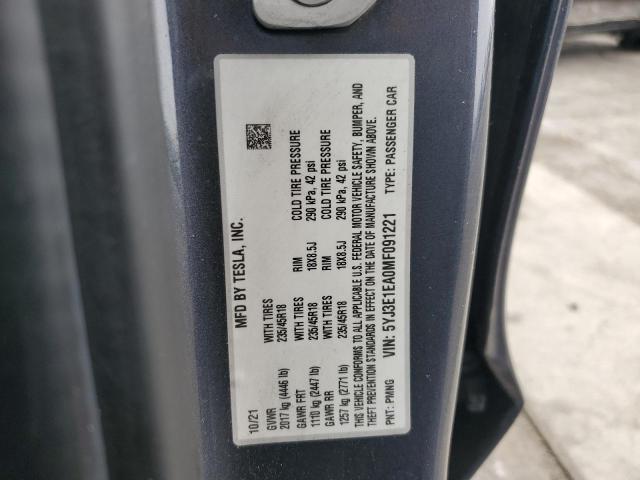 MFD BY TESLA, INC.
10/21
GVWR
2017 kg (4446 lb)
GAWR FRT WITH TIRES RIM COLD TIRE PRESSURE
1110 kg (2447 lb) 235/45R18 18X8.5J 290 kPa, 42 psi
GAWR RR WITH TIRES RIM COLD TIRE PRESSURE
1257 kg (2771 lb) 235/45R18 18X8.5J 290 kPa, 42 psi
THIS VEHICLE CONFORMS TO ALL APPLICABLE U.S. FEDERAL MOTOR VEHICLE SAFETY, BUMPER, AND
THEFT PREVENTION STANDARDS IN EFFECT ON THE DATE OF MANUFACTURE SHOWN ABOVE.
PNT: PMNG VIN: 5YJ3E1EA0MF091221 TYPE: PASSENGER CAR